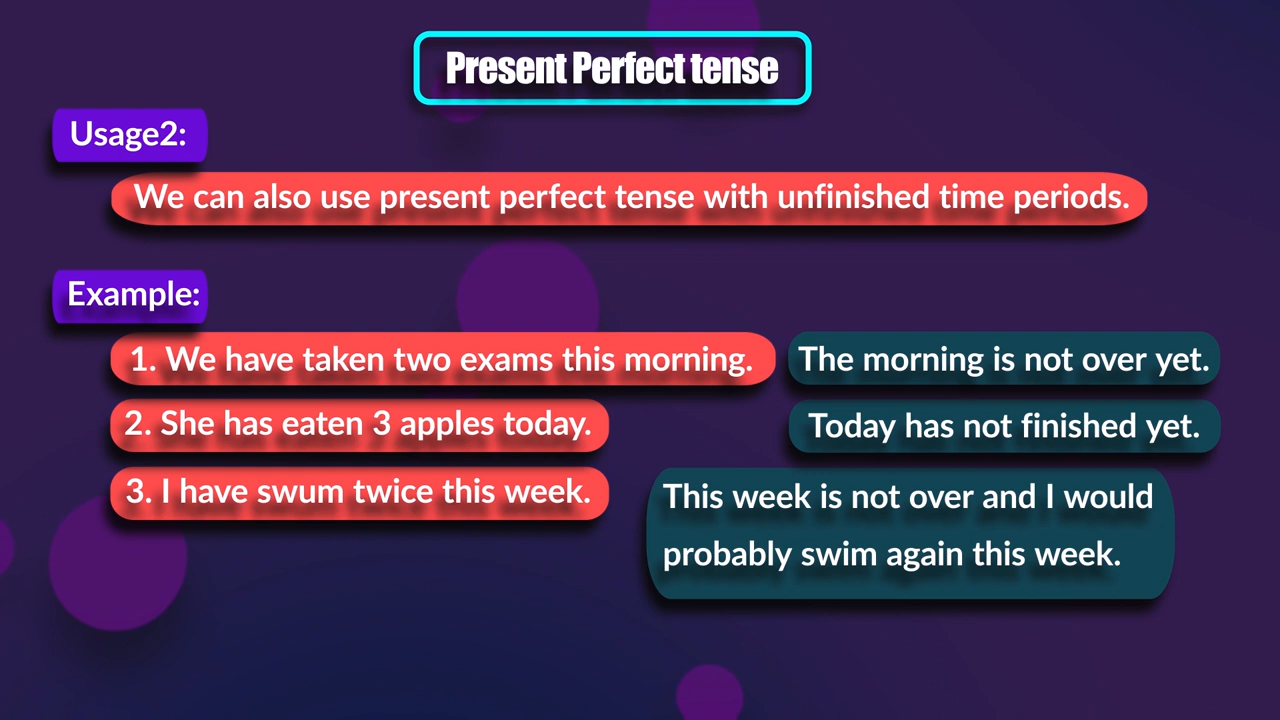 Present Perfect tense
Usage2:
We can also use present perfect tense with unfinished time periods.
Example:
1. We have taken two exams this morning.
The morning is not over yet.
2. She has eaten 3 apples today.
Today has not finished yet.
3. I have swum twice this week.
This week is not over and I would
probably swim again this week.